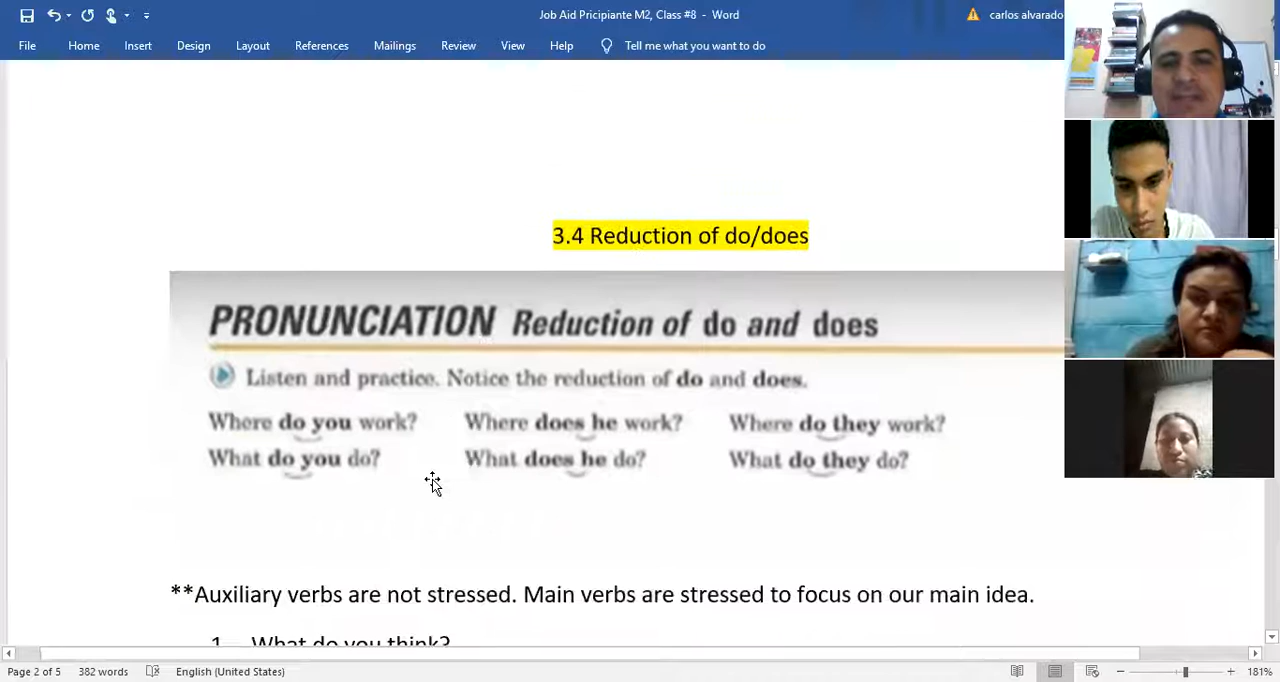 Job Aid Pricipiante M2, Class #8 - Word
carlos alvarado
File Home Insert Design Layout References Mailings Review View Help Tell me what you want to do
3.4 Reduction of do/does
PRONUNCIATION Reduction of do and does
Listen and practice. Notice the reduction of do and does.
Where do you work? Where does he work? Where do they work?
What do you do? What does he do? What do they do?
**Auxiliary verbs are not stressed. Main verbs are stressed to focus on our main idea.
1. What do you think?
Page 2 of 5 382 words English (United States) 181%